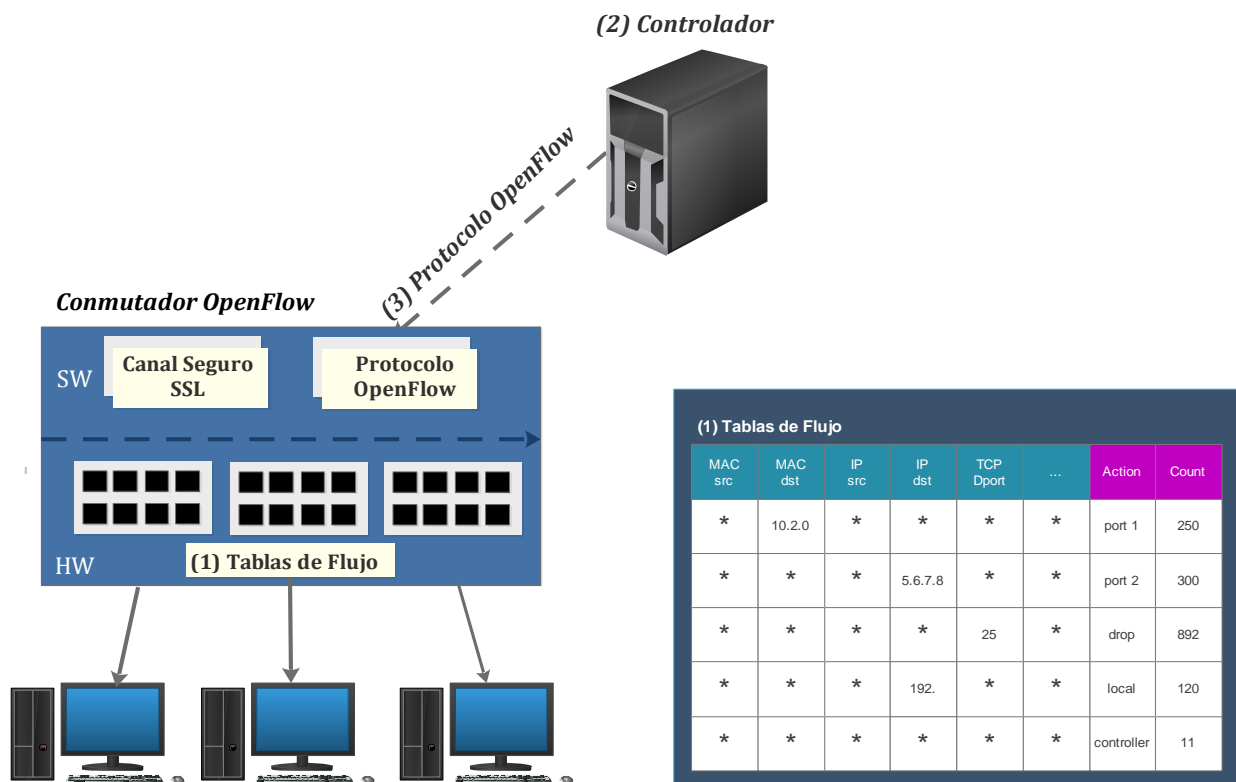 (2) Controlador
(3) Protocolo OpenFlow
Conmutador OpenFlow
SW
Canal Seguro
SSL
Protocolo
OpenFlow
(1) Tablas de Flujo
HW
(1) Tablas de Flujo
MAC src MAC dst IP src IP dst TCP Dport ... Action Count
* 10.2.0 * * * * port 1 250
* * * 5.6.7.8 * * port 2 300
* * * * 25 * drop 892
* * * 192. * * local 120
* * * * * * controller 11